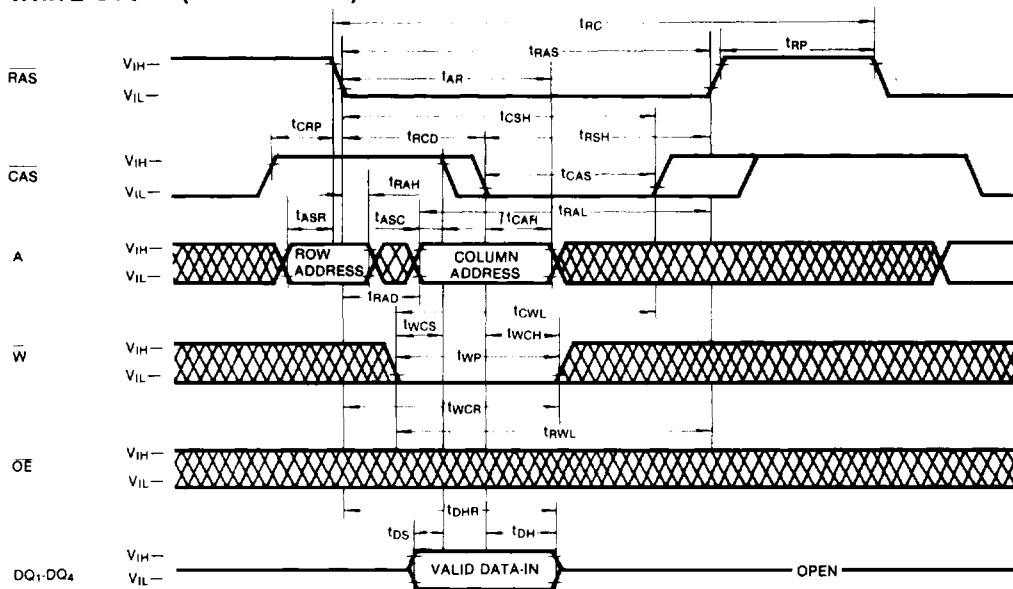 tRC
tRAS
tRP
tAR
RAS
VIH
VIL
tCSH
tCRP
tRCD
tRSH
CAS
VIH
VIL
tCAS
tRAH
tRAL
tASR
tASC
tCAH
A
VIH
VIL
ROW
ADDRESS
COLUMN
ADDRESS
tRAD
tCWL
tWCS
tWCH
W
VIH
VIL
tWP
tWCR
tRWL
OE
VIH
VIL
tDHR
tDS
tDH
DQ1-DQ4
VIH
VIL
VALID DATA-IN
OPEN